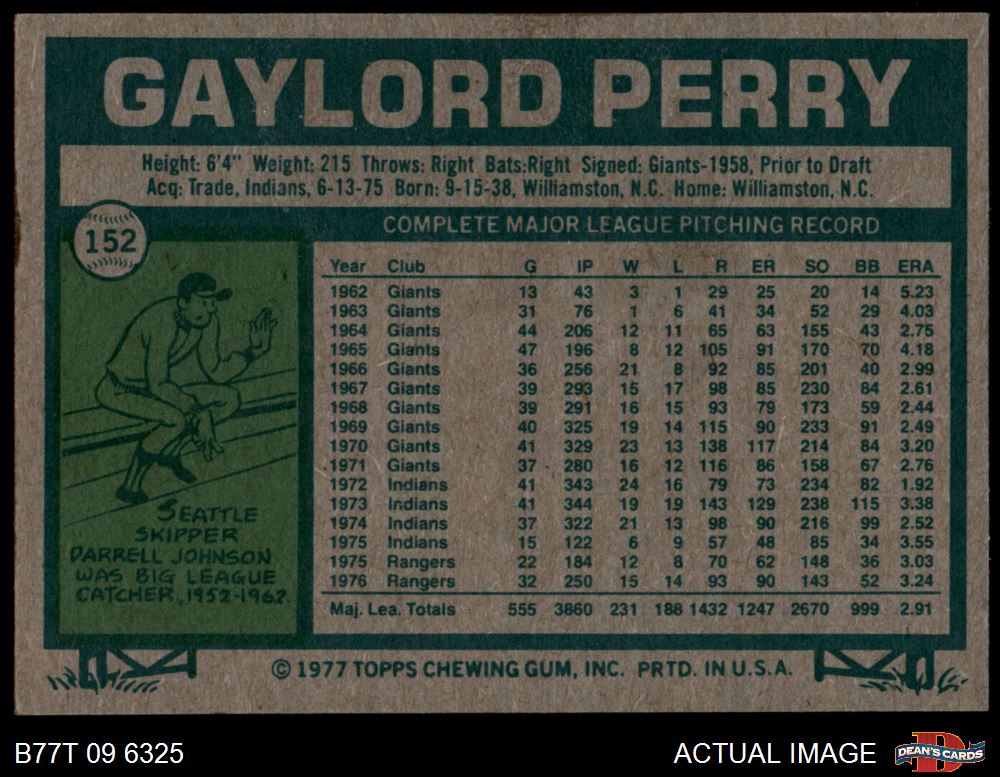 GAYLORD PERRY
Height: 6'4" Weight: 215 Throws: Right Bats:Right Signed: Giants-1958, Prior to Draft
Acq: Trade, Indians, 6-13-75 Born: 9-15-38, Williamston, N.C. Home: Williamston, N.C.
152
COMPLETE MAJOR LEAGUE PITCHING RECORD
Year Club G IP W L R ER SO BB ERA
1962 Giants 13 43 3 1 29 25 20 14 5.23
1963 Giants 31 76 1 6 41 34 52 29 4.03
1964 Giants 44 206 12 11 65 63 155 43 2.75
1965 Giants 47 196 8 12 105 91 170 70 4.18
1966 Giants 36 256 21 8 92 85 201 40 2.99
1967 Giants 39 293 15 17 98 85 230 84 2.61
1968 Giants 39 291 16 15 93 79 173 59 2.44
1969 Giants 40 325 19 14 115 90 233 91 2.49
1970 Giants 41 329 23 13 138 117 214 84 3.20
1971 Giants 37 280 16 12 116 86 158 67 2.76
1972 Indians 41 343 24 16 79 73 234 82 1.92
1973 Indians 41 344 19 19 143 129 238 115 3.38
1974 Indians 37 322 21 13 98 90 216 99 2.52
1975 Indians 15 122 6 9 57 48 85 34 3.55
1975 Rangers 22 184 12 8 70 62 148 36 3.03
1976 Rangers 32 250 15 14 93 90 143 52 3.24
Maj. Lea. Totals 555 3860 231 188 1432 1247 2670 999 2.91
SEATTLE
SKIPPER
DARRELL JOHNSON
WAS BIG LEAGUE
CATCHER, 1952-1962.
© 1977 TOPPS CHEWING GUM, INC. PRTD. IN U.S.A.
B77T 09 6325
ACTUAL IMAGE
D
DEAN'S CARDS